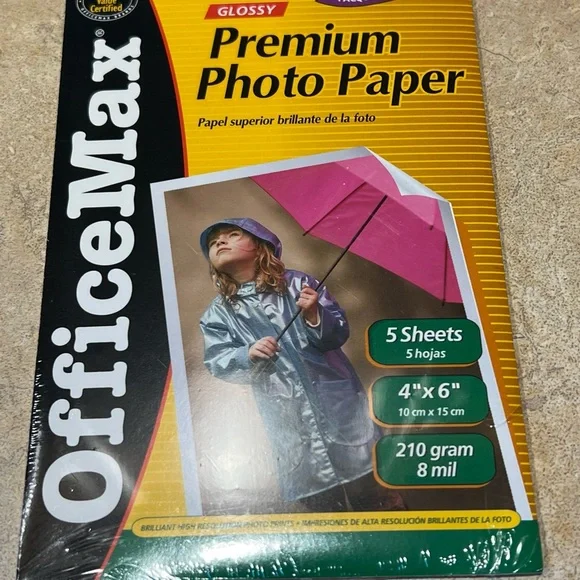 Value
Certified
OFFICEMAX BRAND
GLOSSY
Premium
Photo Paper
Papel superior brillante de la foto
OfficeMax®
5 Sheets
5 hojas
4" x 6"
10 cm x 15 cm
210 gram
8 mil
BRILLIANT HIGH RESOLUTION PHOTO PRINTS • IMPRESIONES DE ALTA RESOLUCIÓN BRILLANTES DE LA FOTO